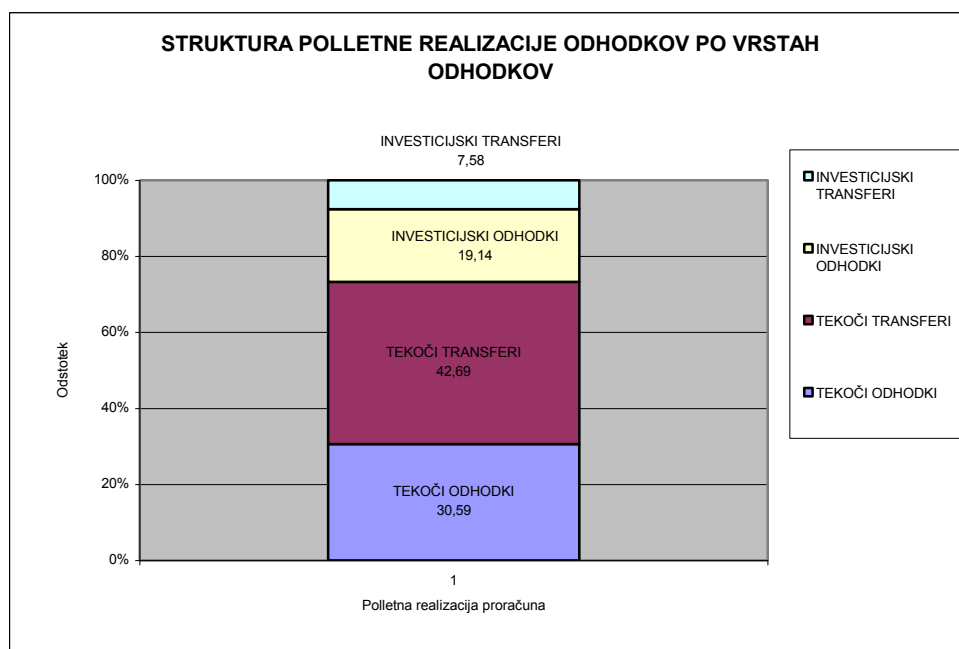 STRUKTURA POLLETNE REALIZACIJE ODHODKOV PO VRSTAH
ODHODKOV
INVESTICIJSKI TRANSFERI
7,58
100%
80%
60%
40%
20%
0%
Odstotek
INVESTICIJSKI ODHODKI
19,14
TEKOČI TRANSFERI
42,69
TEKOČI ODHODKI
30,59
1
Polletna realizacija proračuna
INVESTICIJSKI
TRANSFERI
INVESTICIJSKI
ODHODKI
TEKOČI TRANSFERI
TEKOČI ODHODKI